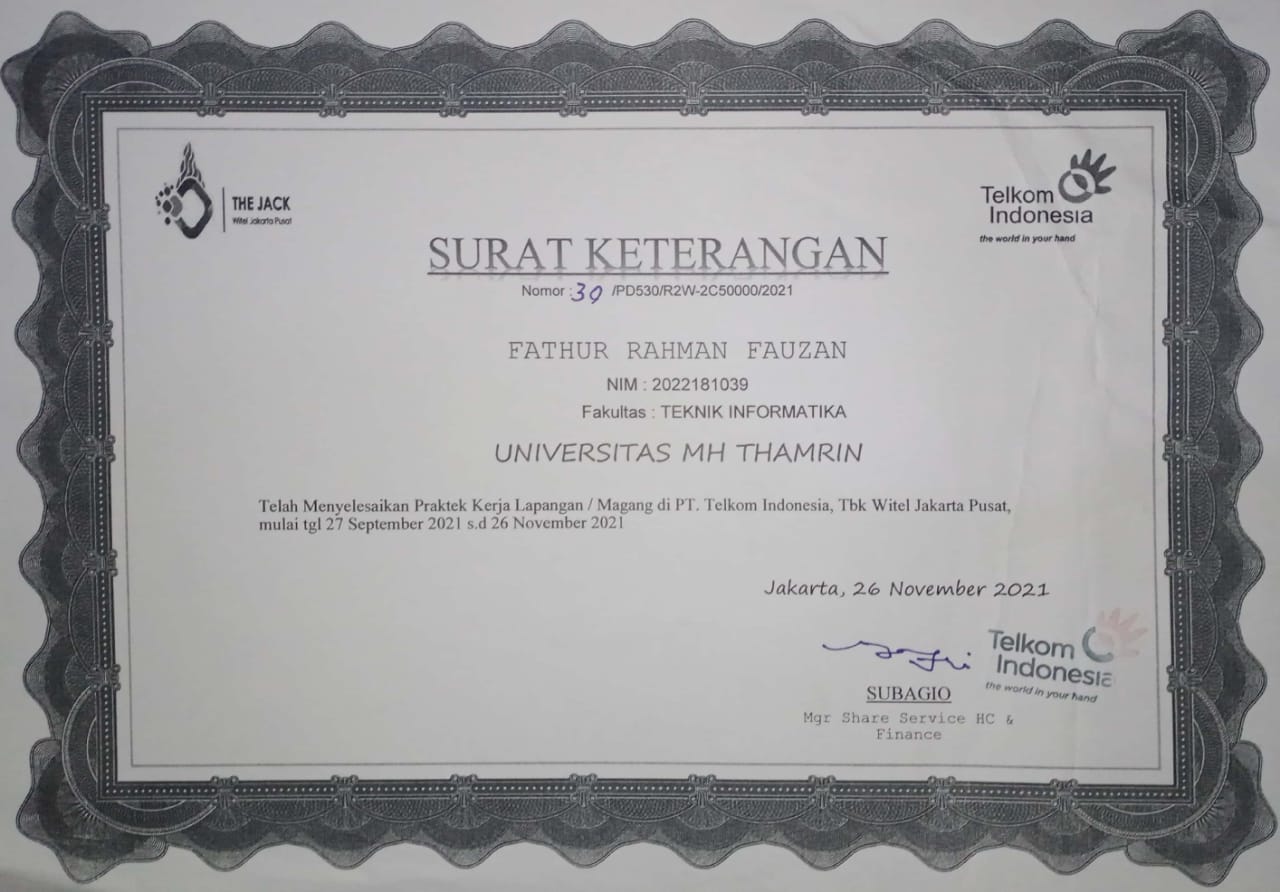 THE JACK
Witel Jakarta Pusat
Telkom
Indonesia
the world in your hand
SURAT KETERANGAN
Nomor : 39 /PD530/R2W-2C50000/2021
FATHUR RAHMAN FAUZAN
NIM : 2022181039
Fakultas : TEKNIK INFORMATIKA
UNIVERSITAS MH THAMRIN
Telah Menyelesaikan Praktek Kerja Lapangan / Magang di PT. Telkom Indonesia, Tbk Witel Jakarta Pusat,
mulai tgl 27 September 2021 s.d 26 November 2021
Jakarta, 26 November 2021
Telkom
Indonesia
the world in your hand
SUBAGIO
Mgr Share Service HC &
Finance